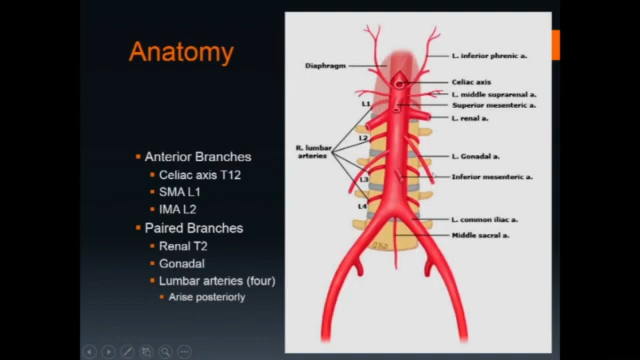 Anatomy
Anterior Branches
Celiac axis T12
SMA L1
IMA L2
Paired Branches
Renal T2
Gonadal
Lumbar arteries (four)
Arise posteriorly
Diaphragm
L. inferior phrenic a.
Celiac axis
L. middle suprarenal a.
L1
Superior mesenteric a.
L. renal a.
L2
R. lumbar
arteries
L. Gonadal a.
L3
Inferior mesenteric a.
L4
L. common iliac a.
Middle sacral a.